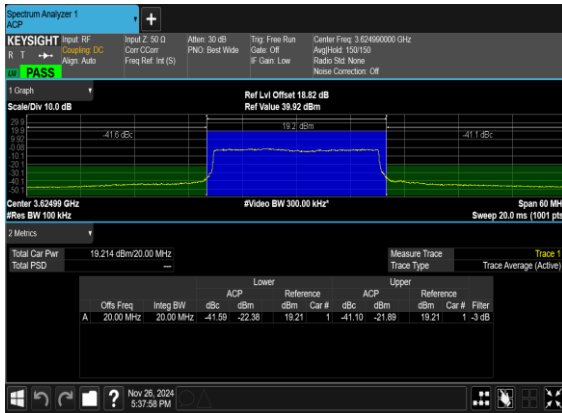 Spectrum Analyzer 1
ACP
+
KEYSIGHT Input: RF Input Z: 50 Ω Atten: 30 dB Trig: Free Run Center Freq: 3.624990000 GHz
R T Coupling: DC Corr CCorr PNO: Best Wide Gate: Off Avg|Hold: 150/150
Align: Auto Freq Ref: Int (S) IF Gain: Low Radio Std: None
PASS Noise Correction: Off
1 Graph
Ref Lvl Offset 18.82 dB
Scale/Div 10.0 dB Ref Value 39.92 dBm
29.9
19.9 19.2 dBm
9.92 -41.6 dBc -41.1 dBc
-0.08
-10.1
-20.1
-30.1
-40.1
-50.1
Center 3.62499 GHz #Video BW 300.00 kHz* Span 60 MH
#Res BW 100 kHz Sweep 20.0 ms (1001 pts
2 Metrics
Total Car Pwr 19.214 dBm/20.00 MHz Measure Trace Trace 1
Total PSD --- Trace Type Trace Average (Active)
Lower Upper
ACP Reference ACP Reference
Offs Freq Integ BW dBc dBm dBm Car # dBc dBm dBm Car # Filter
A 20.00 MHz 20.00 MHz -41.59 -22.38 19.21 1 -41.10 -21.89 19.21 1 -3 dB
? Nov 26, 2024
5:37:58 PM